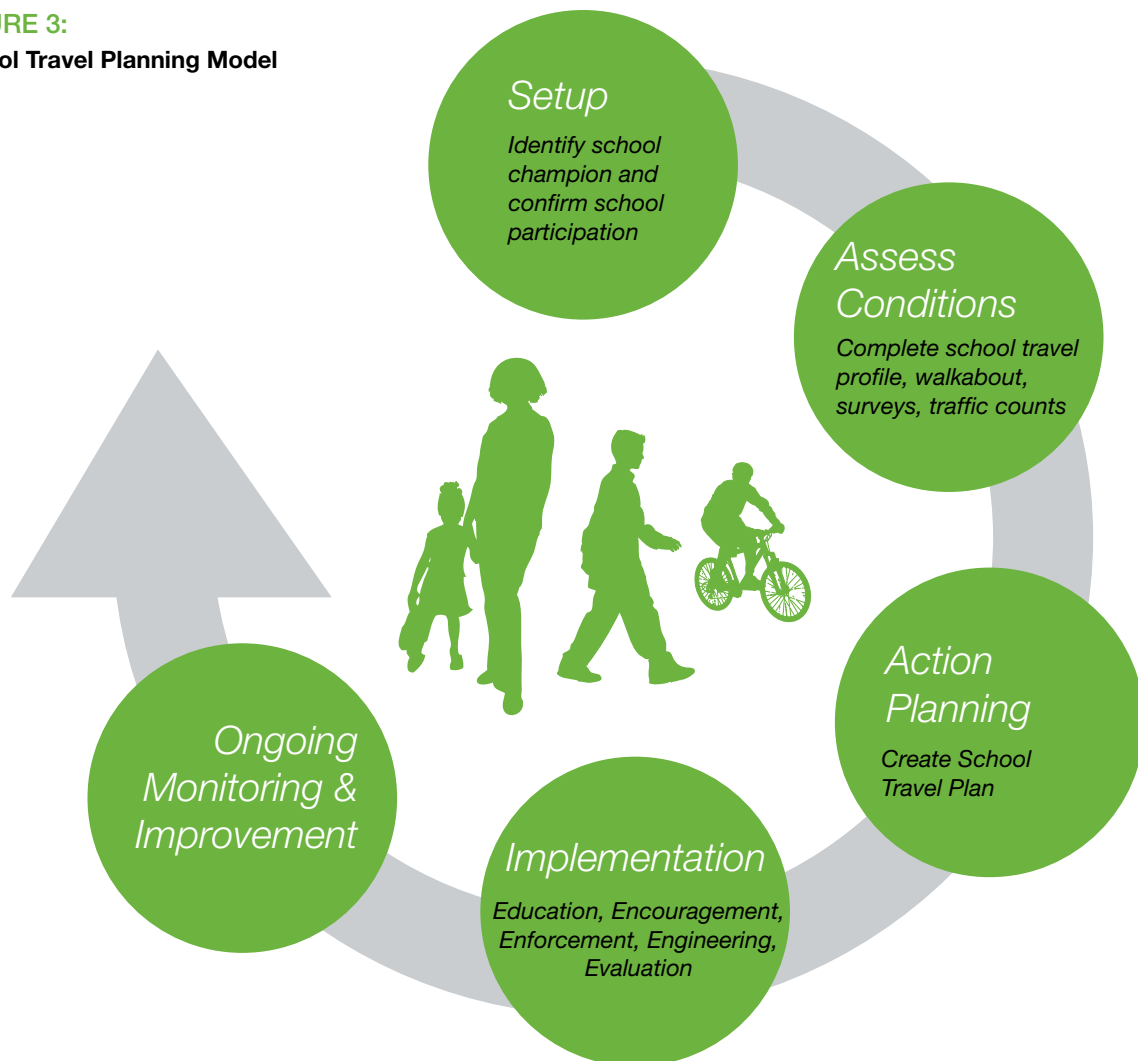 URE 3:
ol Travel Planning Model
Setup
Identify school
champion and
confirm school
participation
Assess
Conditions
Complete school travel
profile, walkabout,
surveys, traffic counts
Action
Planning
Create School
Travel Plan
Implementation
Education, Encouragement,
Enforcement, Engineering,
Evaluation
Ongoing
Monitoring &
Improvement